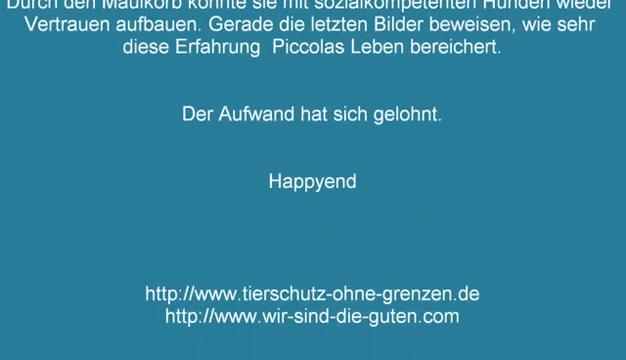 Durch den Maulkorb konnte sie mit sozialkompetenten Hunden wieder
Vertrauen aufbauen. Gerade die letzten Bilder beweisen, wie sehr
diese Erfahrung  Piccolas Leben bereichert.
Der Aufwand hat sich gelohnt.
Happyend
http://www.tierschutz-ohne-grenzen.de
http://www.wir-sind-die-guten.com